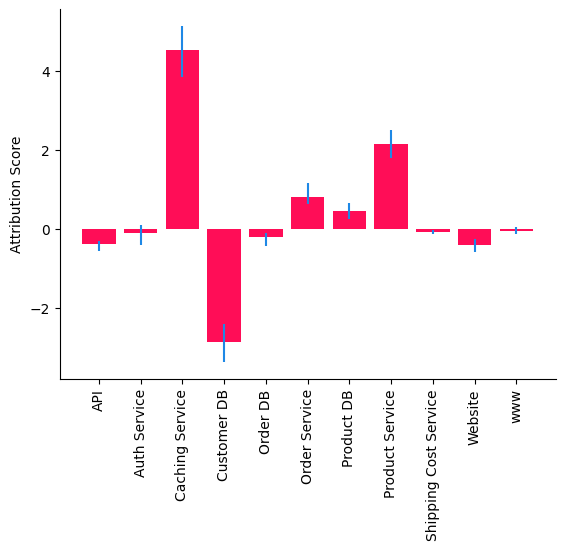 Attribution Score
4
2
0
−2
API
Auth Service
Caching Service
Customer DB
Order DB
Order Service
Product DB
Product Service
Shipping Cost Service
Website
www